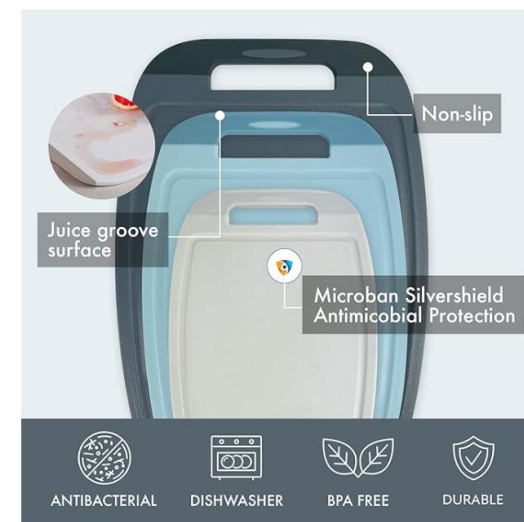 Non-slip
Juice groove
surface
Microban Silvershield
Antimicobial Protection
ANTIBACTERIAL
DISHWASHER
BPA FREE
DURABLE